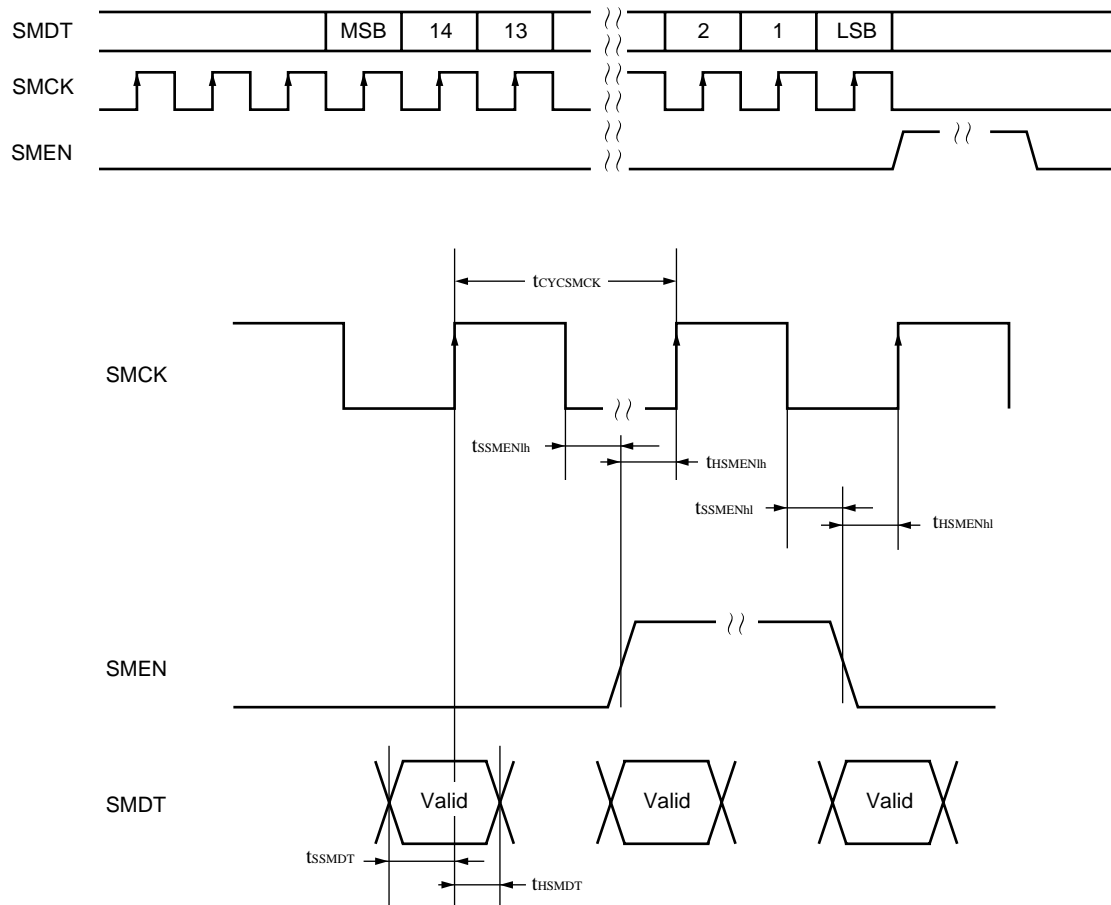 SMDT MSB 14 13 2 1 LSB
SMCK
SMEN
tCYCSMCK
SMCK
tSSMENlh tHSMENlh
tSSMENhl tHSMENhl
SMEN
SMDT Valid Valid Valid
tSSMDT
tHSMDT